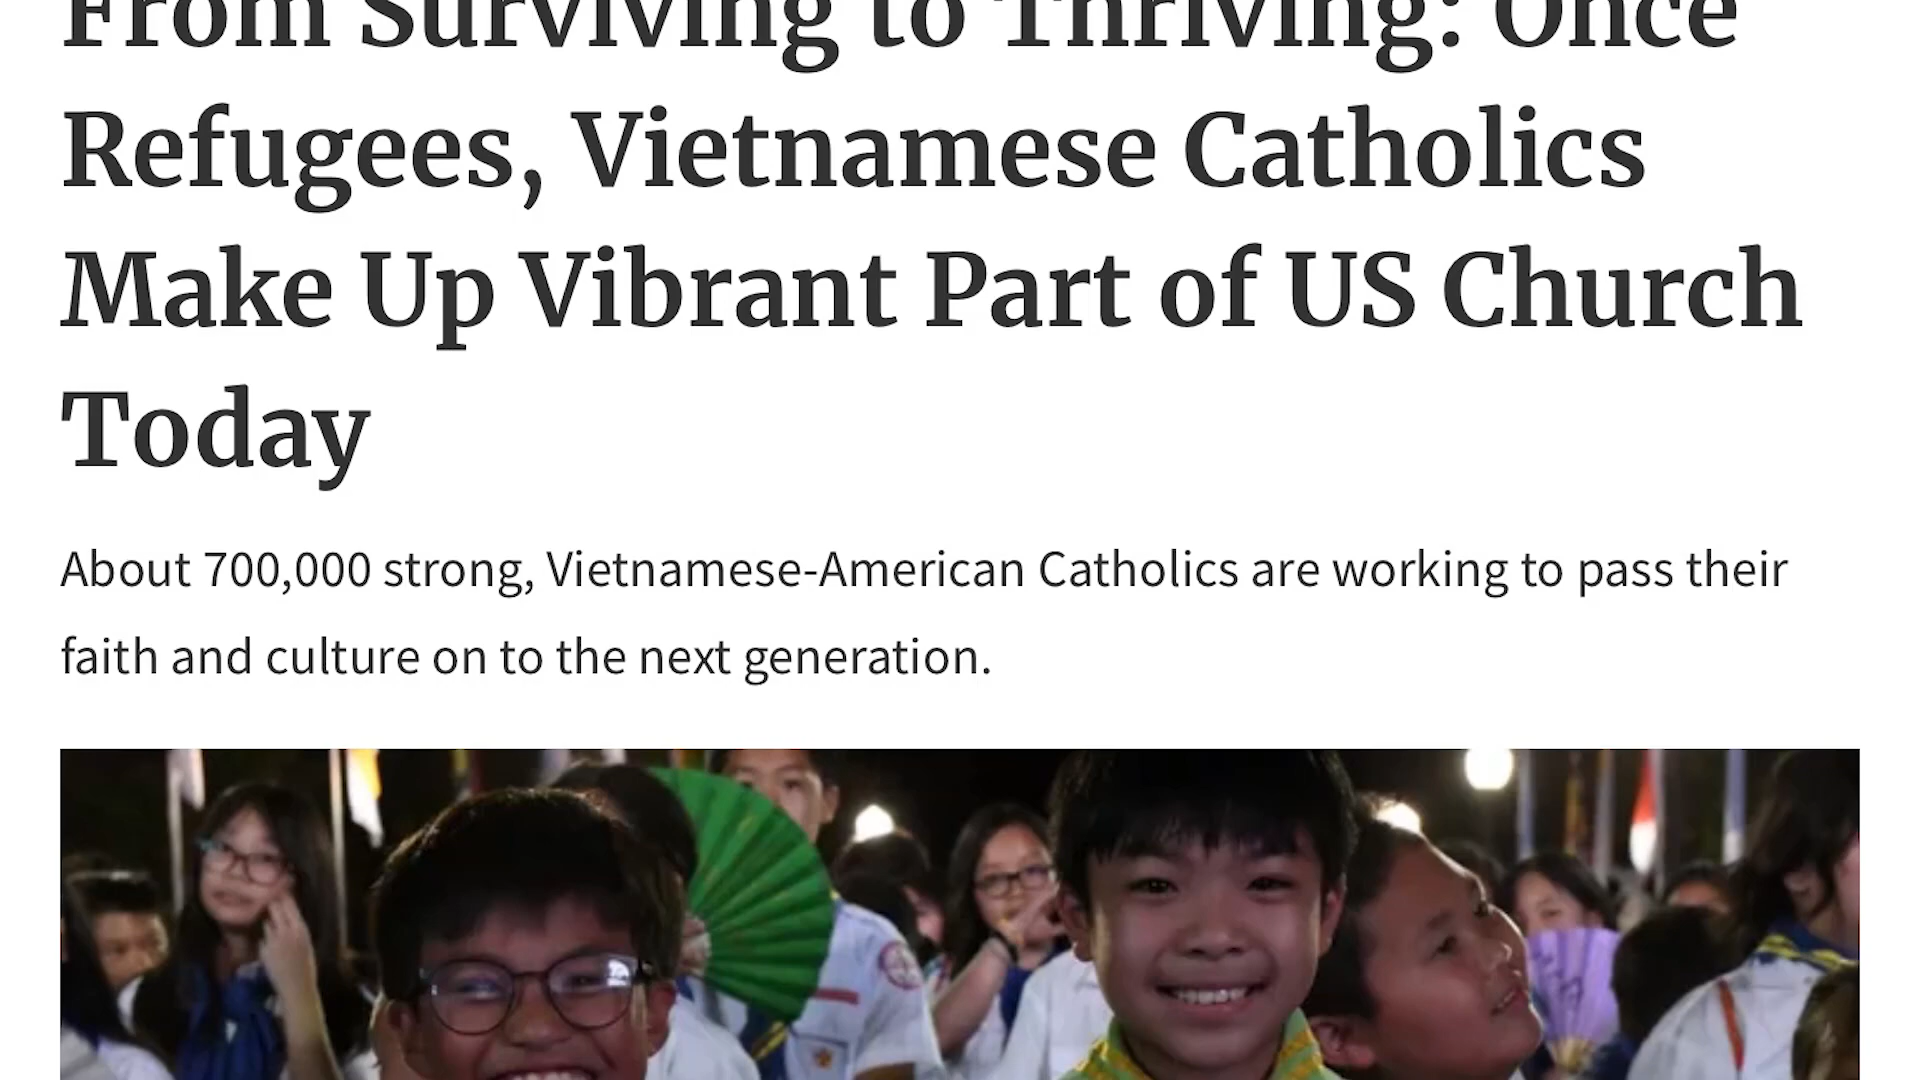 From Surviving to Thriving: Once
Refugees, Vietnamese Catholics
Make Up Vibrant Part of US Church
Today
About 700,000 strong, Vietnamese-American Catholics are working to pass their
faith and culture on to the next generation.